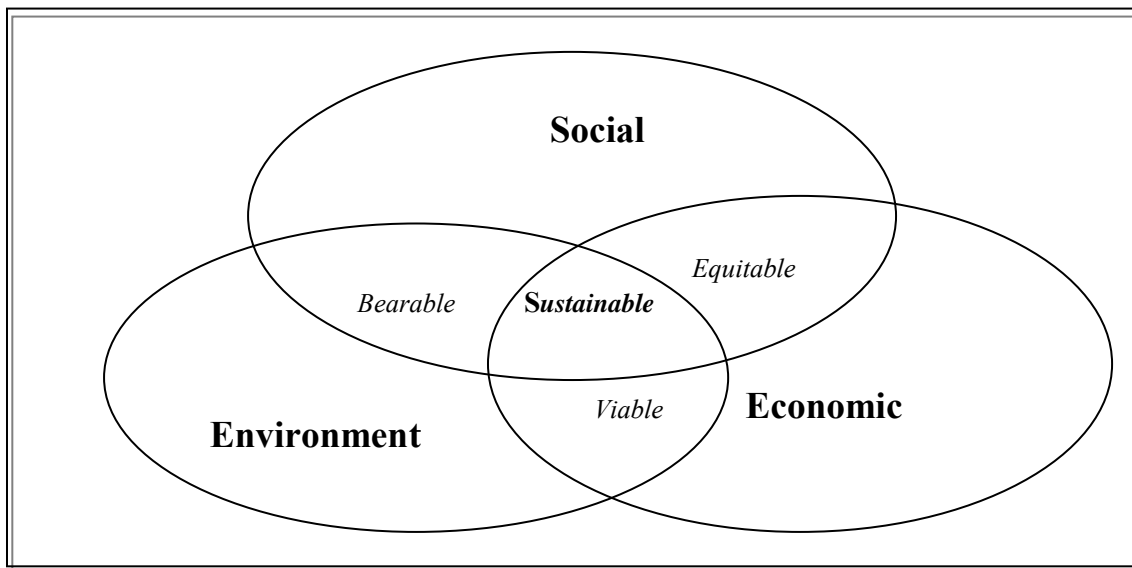 Social
Equitable
Bearable
Sustainable
Viable
Economic
Environment